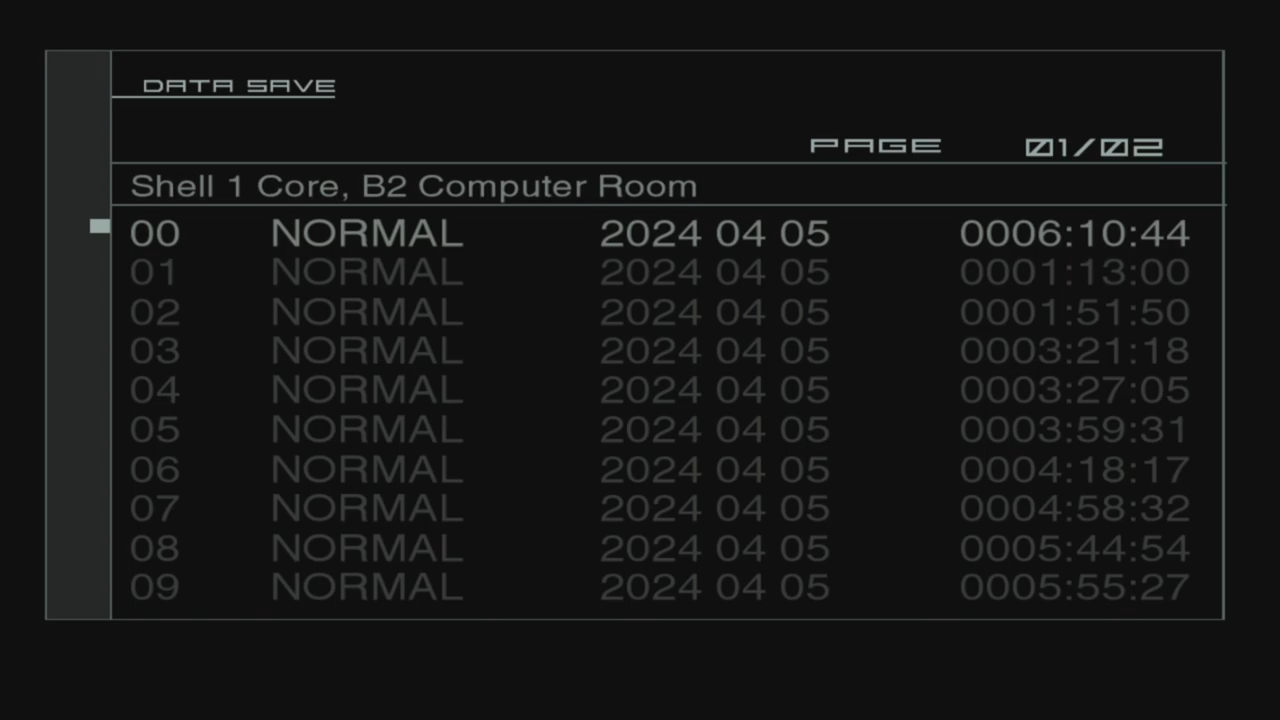 DATA SAVE
PAGE 01/02
Shell 1 Core, B2 Computer Room
00 NORMAL 2024 04 05 0006:10:44
01 NORMAL 2024 04 05 0001:13:00
02 NORMAL 2024 04 05 0001:51:50
03 NORMAL 2024 04 05 0003:21:18
04 NORMAL 2024 04 05 0003:27:05
05 NORMAL 2024 04 05 0003:59:31
06 NORMAL 2024 04 05 0004:18:17
07 NORMAL 2024 04 05 0004:58:32
08 NORMAL 2024 04 05 0005:44:54
09 NORMAL 2024 04 05 0005:55:27